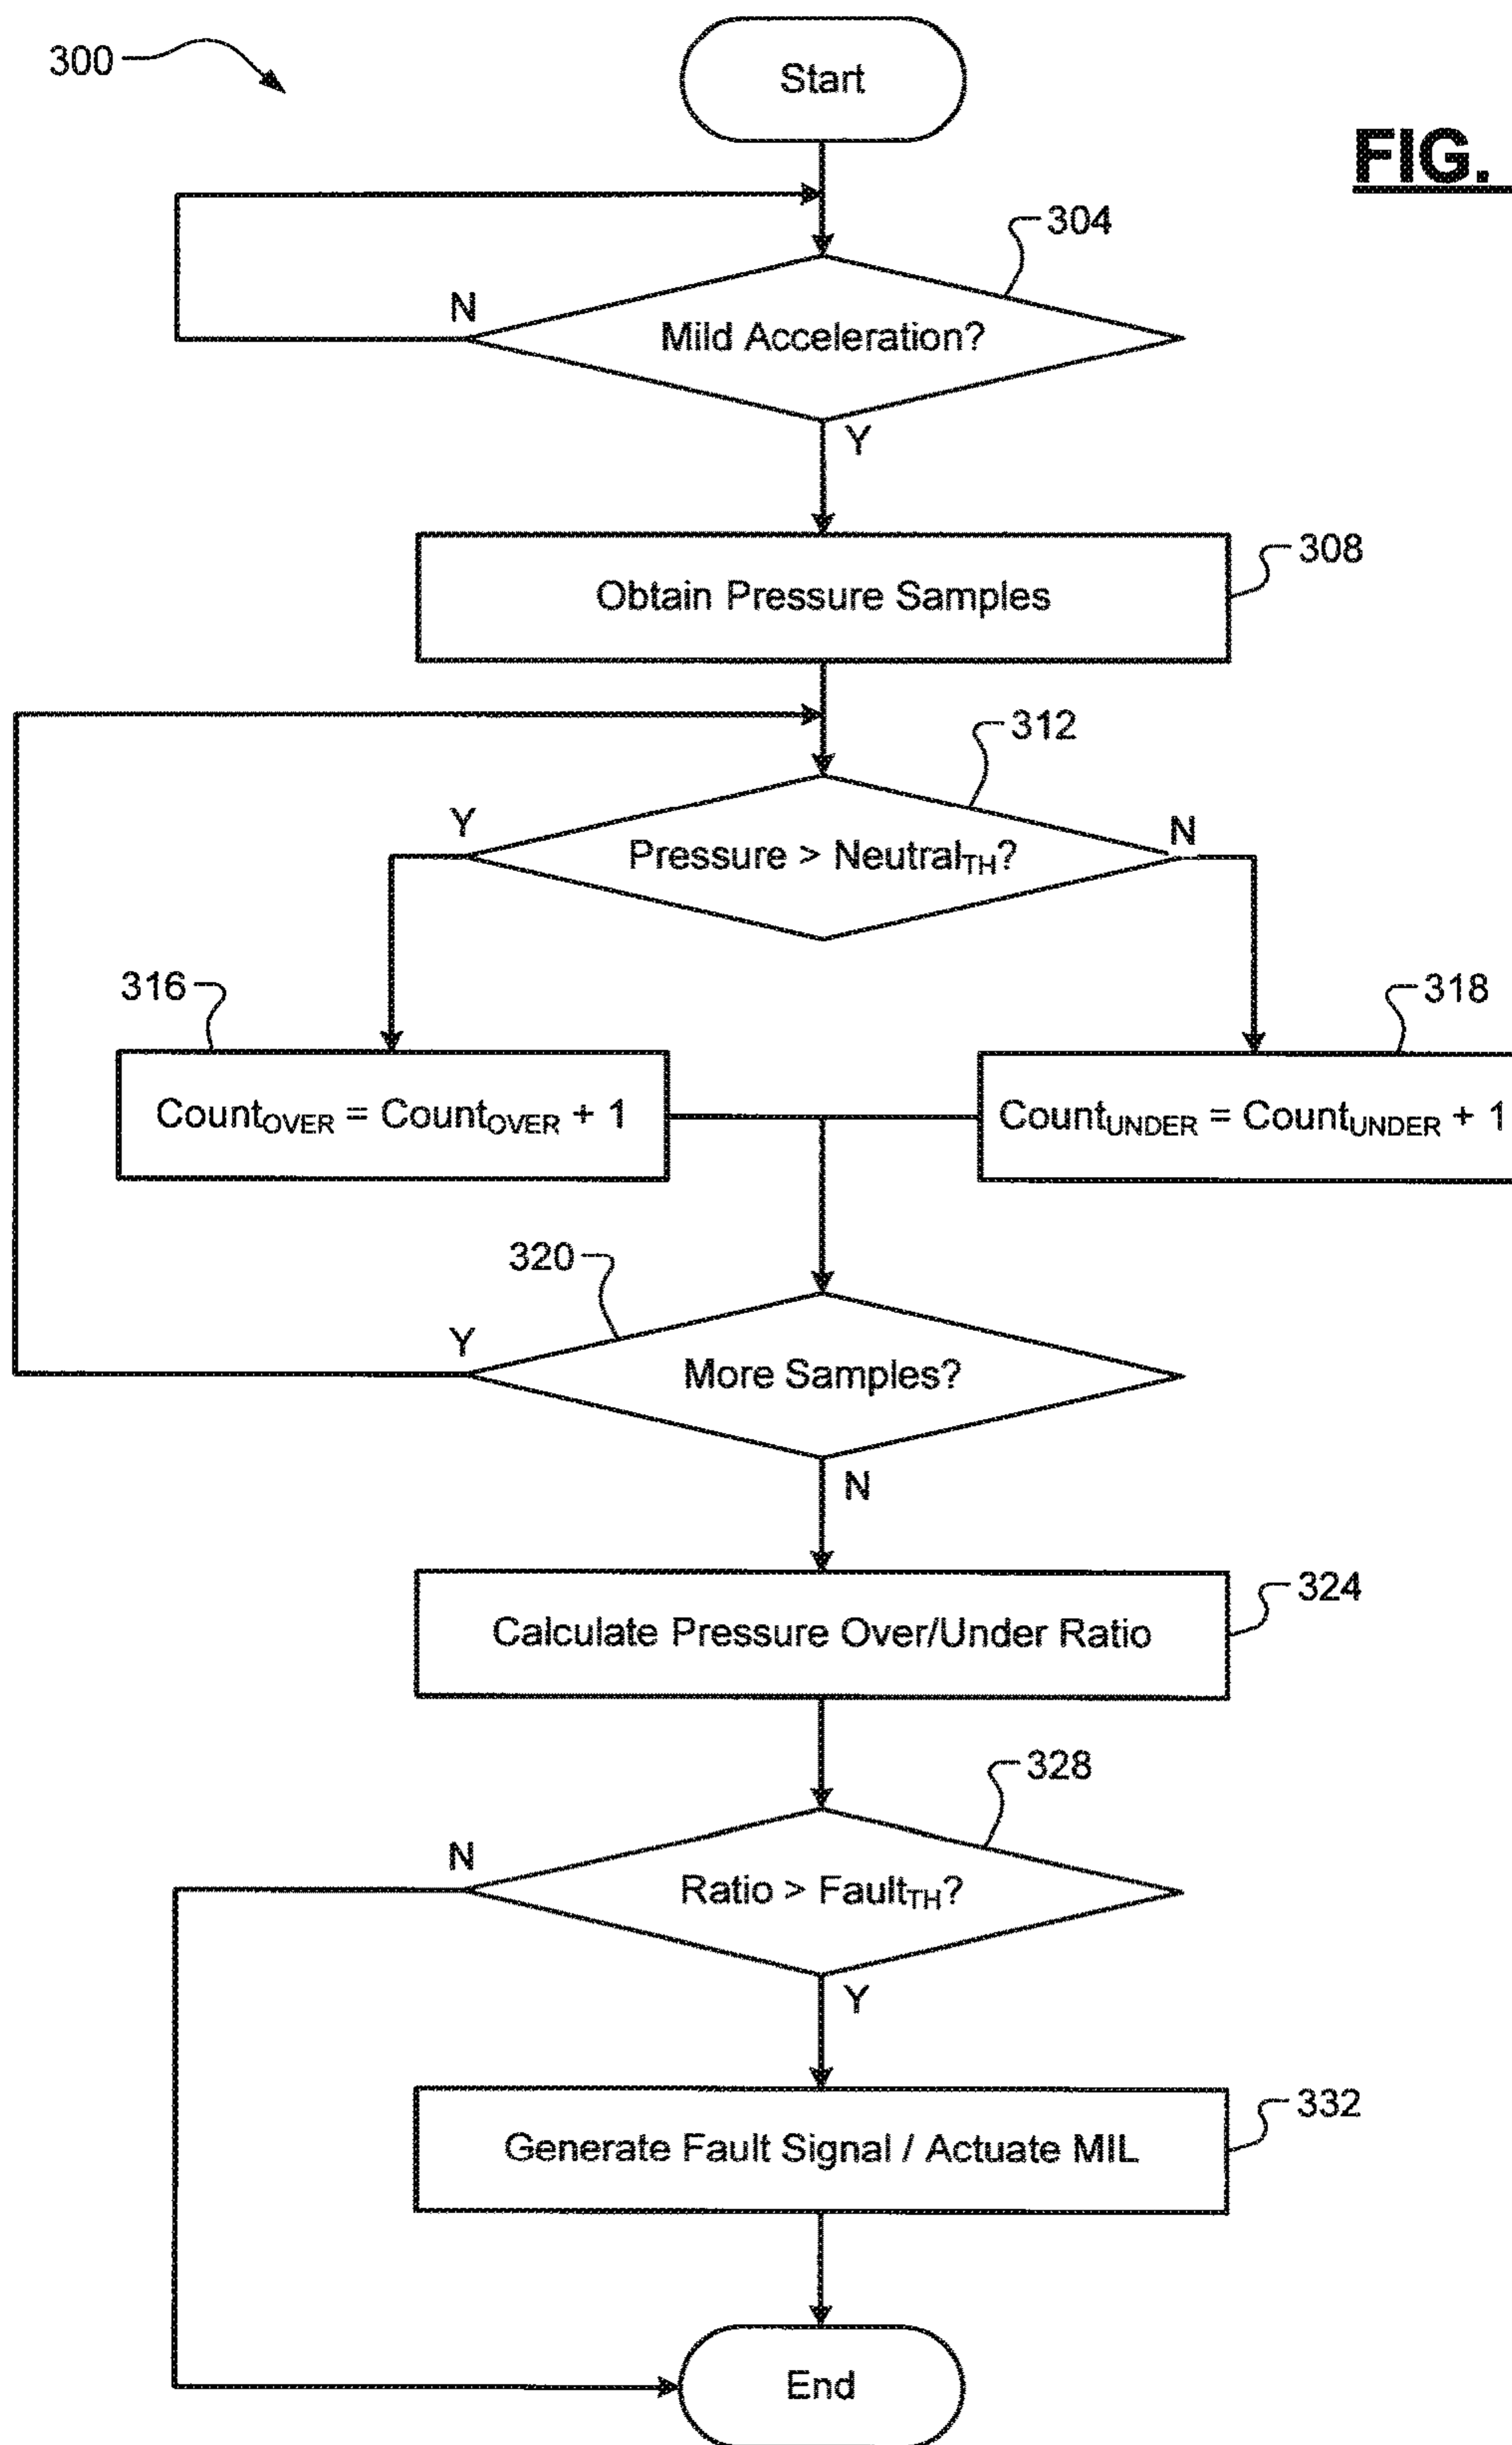 300
Start
FIG.
304
N
Mild Acceleration?
Y
308
Obtain Pressure Samples
312
Y
N
Pressure > NeutralTH?
316
318
CountOVER = CountOVER + 1
CountUNDER = CountUNDER + 1
320
Y
More Samples?
N
324
Calculate Pressure Over/Under Ratio
328
N
Ratio > FaultTH?
Y
332
Generate Fault Signal / Actuate MIL
End